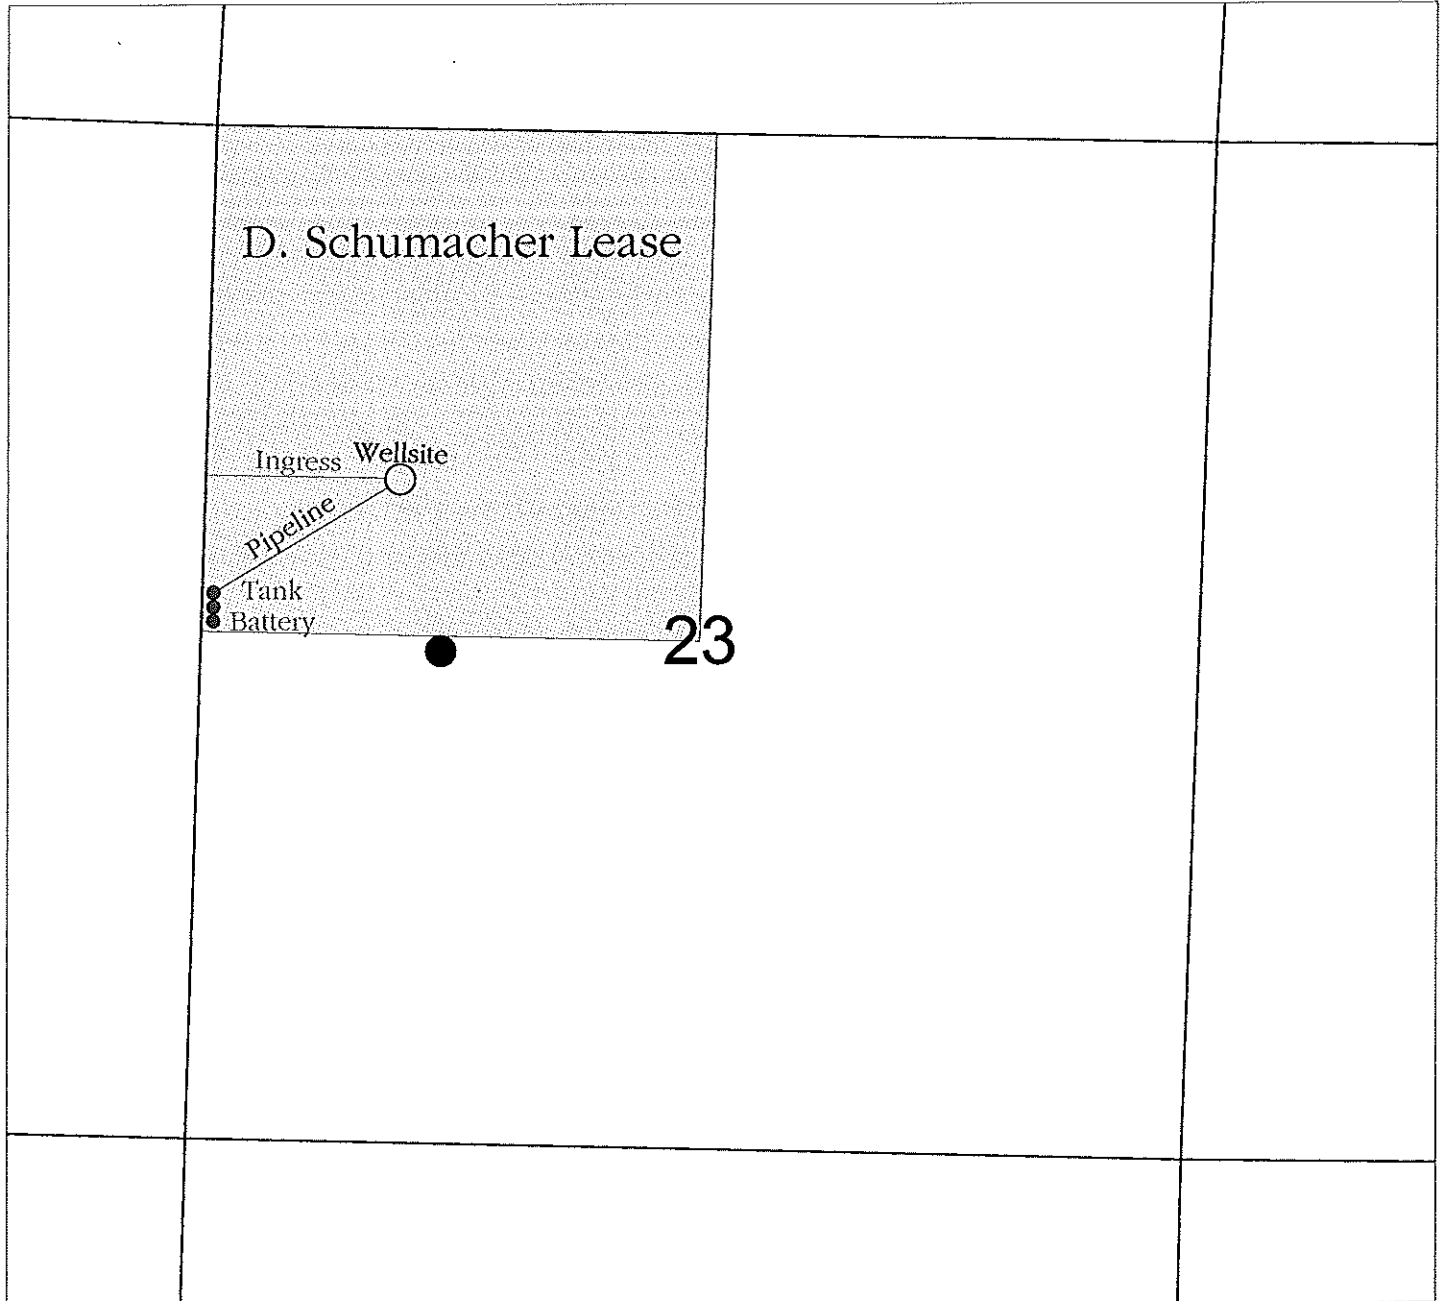 D. Schumacher Lease
Wellsite
Ingress
Pipeline
Tank
Battery
23